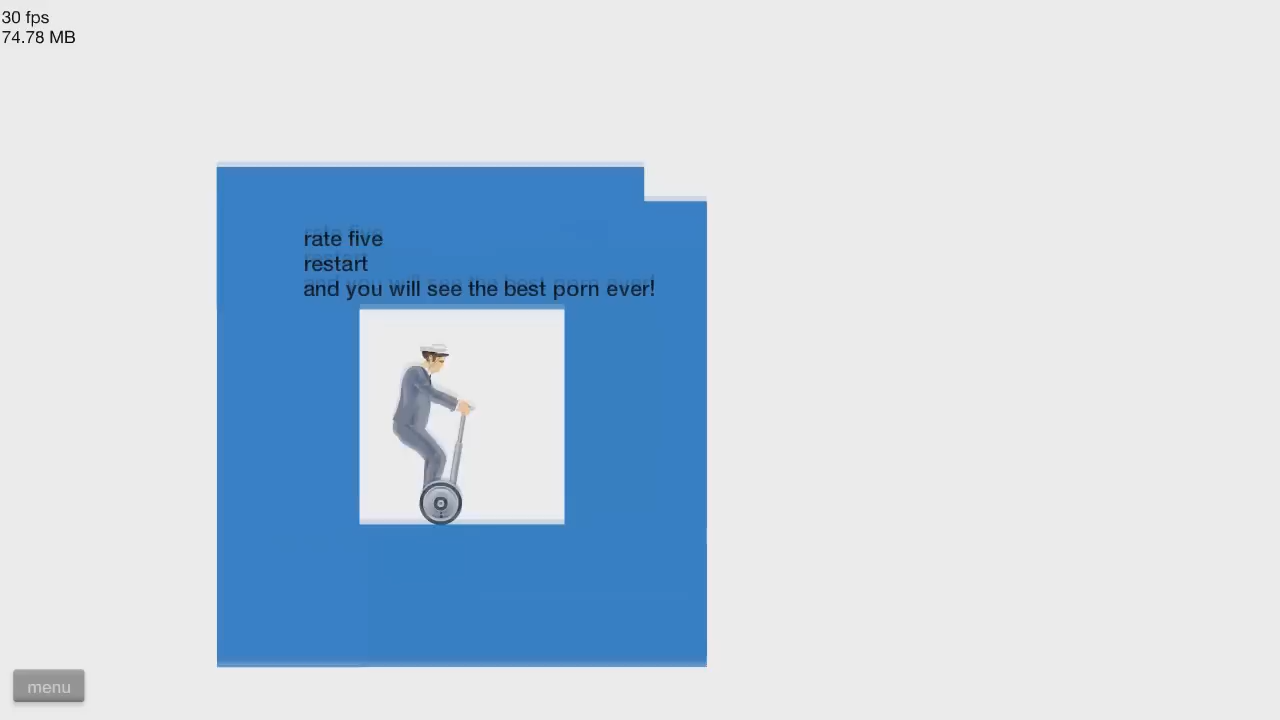 30 fps
74.78 MB
rate five
restart
and you will see the best porn ever!
menu